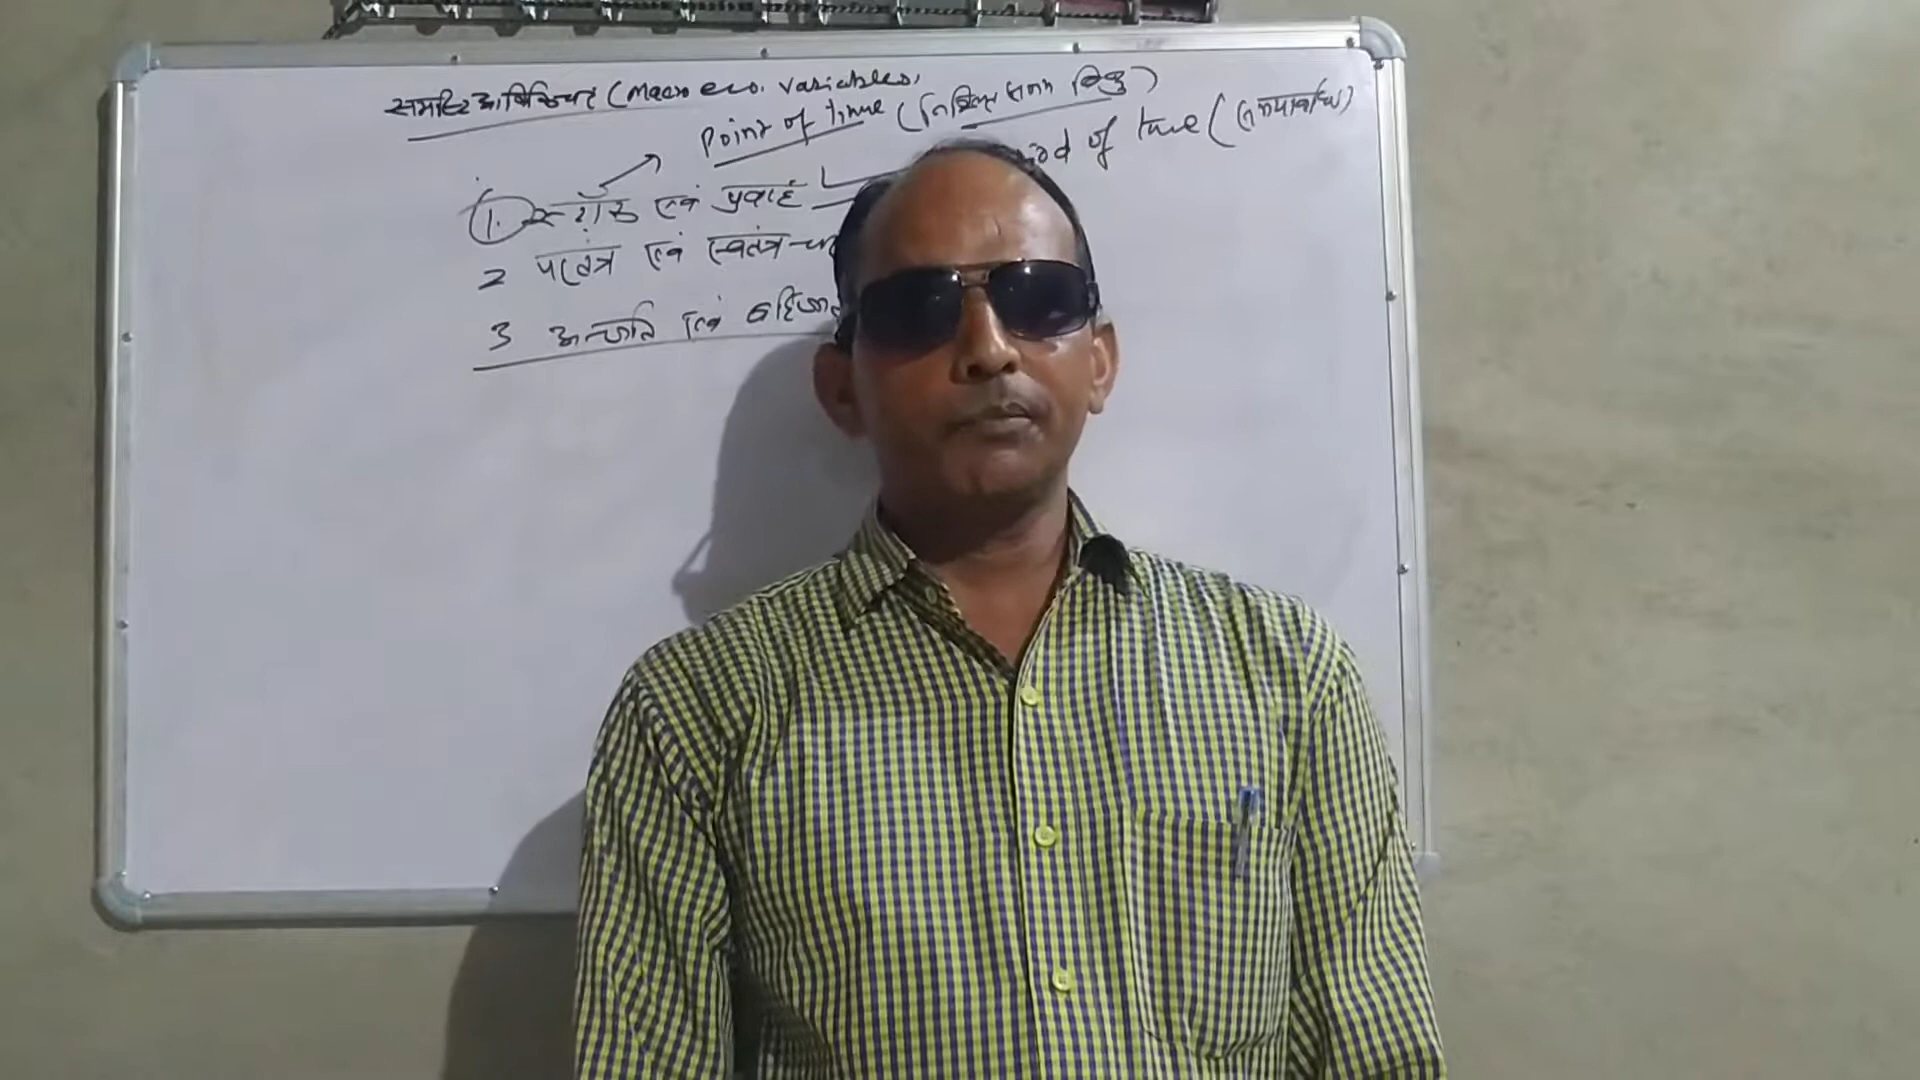 समष्टि आर्थिक चर (Macro eco. variables,
Point of time (निश्चित समय बिन्दु)
of time (समयावधि)
1. स्टॉक एवं प्रवाह
2 परतंत्र एवं स्वतंत्र
3 अन्तर्जात एवं